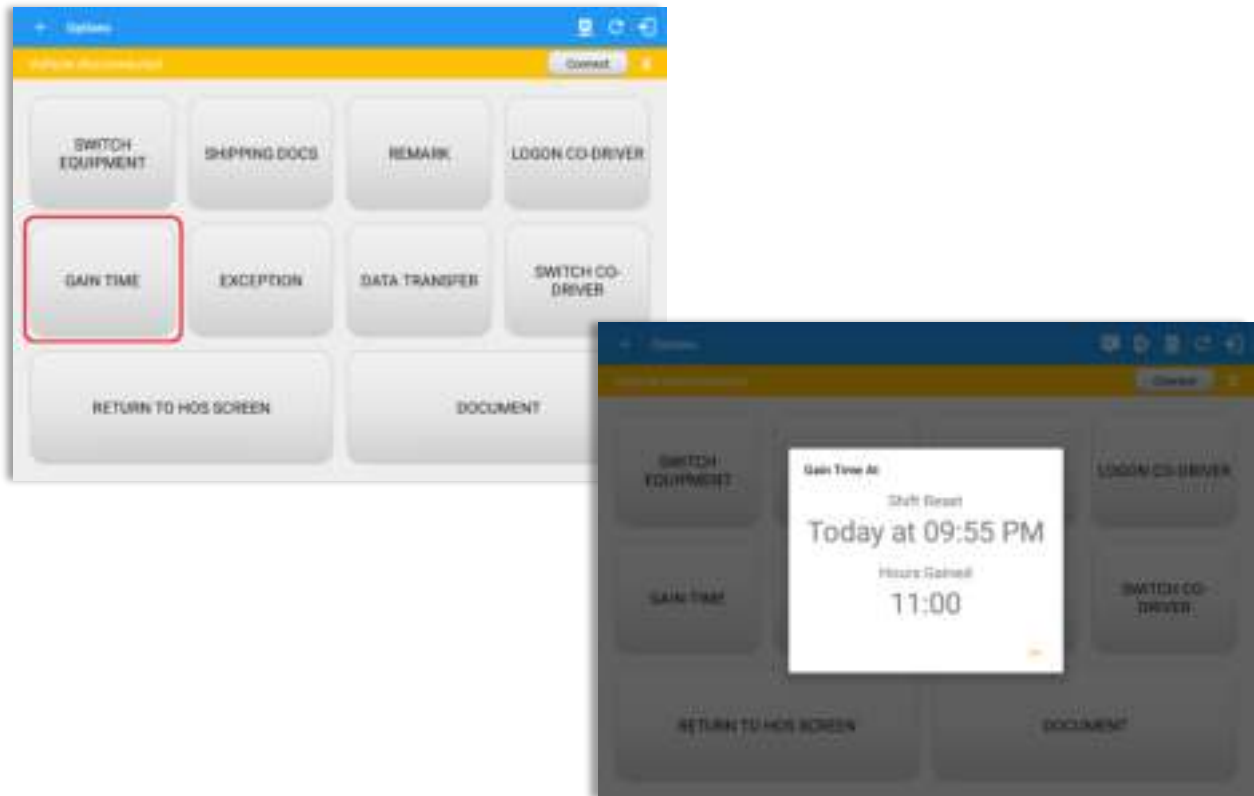 Options
Connect
SWITCH
EQUIPMENT
SHIPPING DOCS
REMARK
LOGON CO-DRIVER
GAIN TIME
EXCEPTION
DATA TRANSFER
SWITCH CO-
DRIVER
RETURN TO HOS SCREEN
DOCUMENT
Options
Connect
SWITCH
EQUIPMENT
LOGON CO-DRIVER
GAIN TIME
SWITCH CO-
DRIVER
RETURN TO HOS SCREEN
DOCUMENT
Gain Time At
Shift Reset
Today at 09:55 PM
Hours Gained
11:00